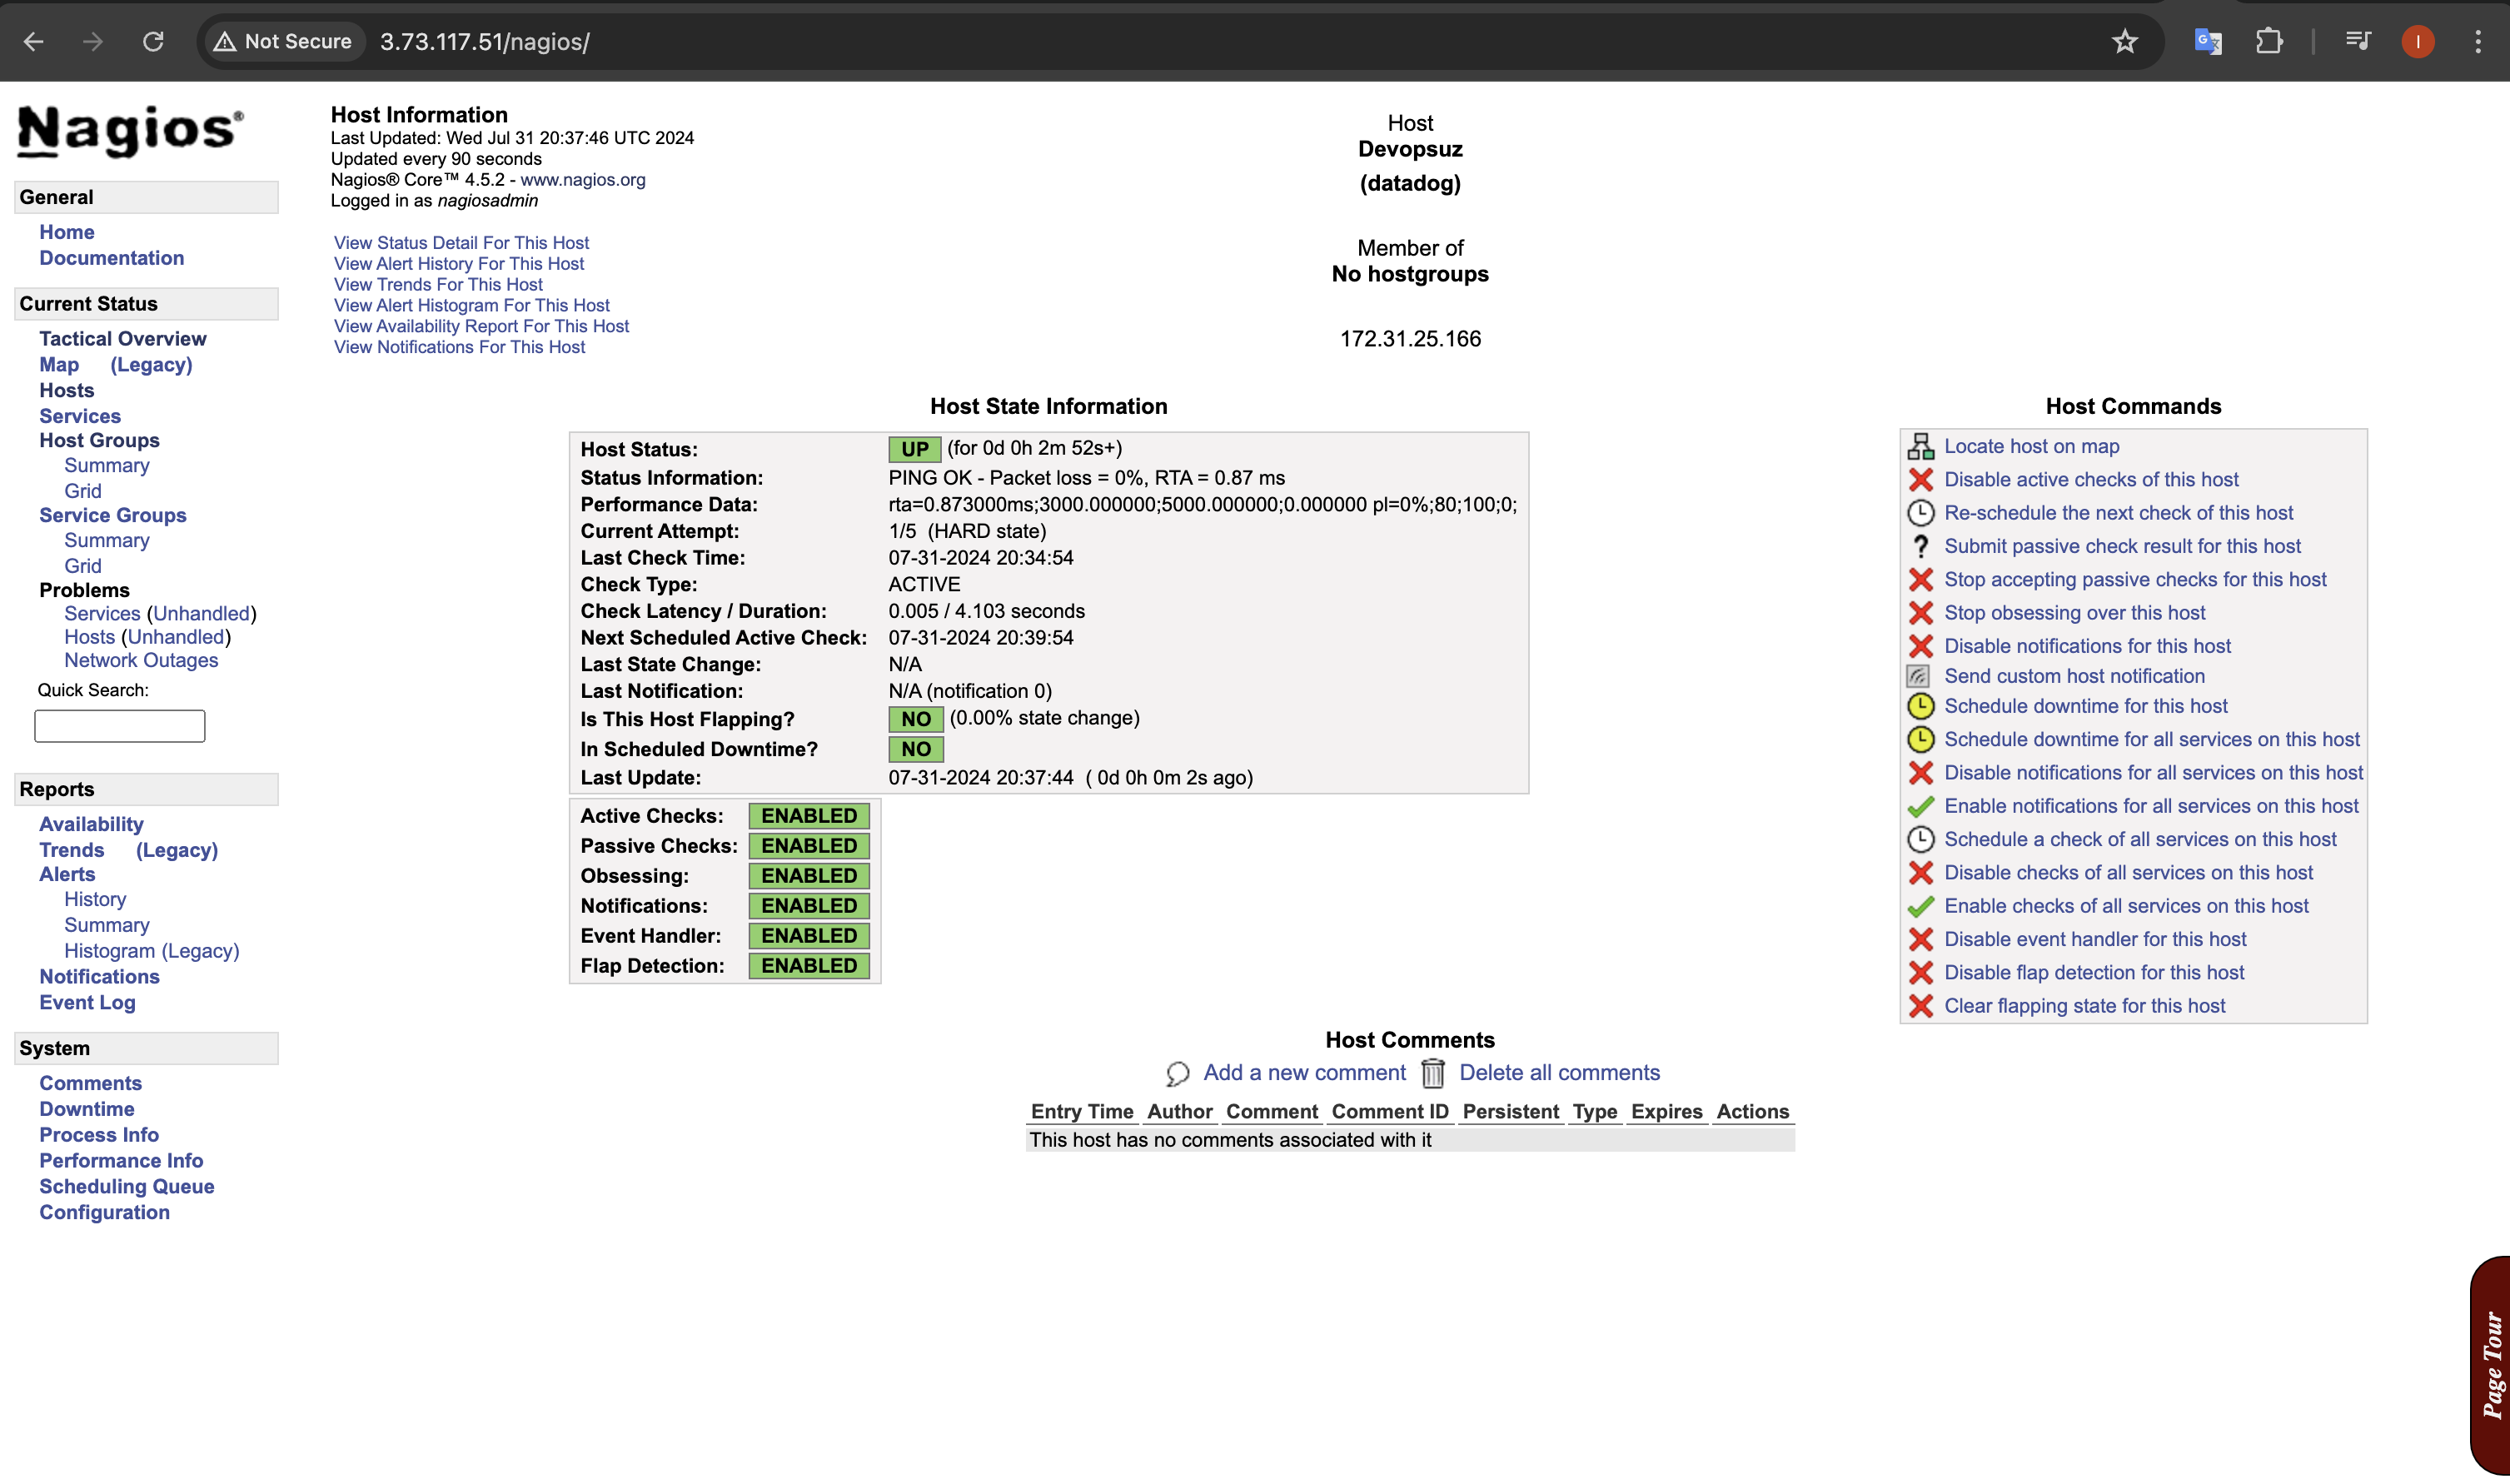 Not Secure 3.73.117.51/nagios/
I
Nagios®
General
Home
Documentation
Current Status
Tactical Overview
Map (Legacy)
Hosts
Services
Host Groups
Summary
Grid
Service Groups
Summary
Grid
Problems
Services (Unhandled)
Hosts (Unhandled)
Network Outages
Quick Search:
Reports
Availability
Trends (Legacy)
Alerts
History
Summary
Histogram (Legacy)
Notifications
Event Log
System
Comments
Downtime
Process Info
Performance Info
Scheduling Queue
Configuration
Host Information
Last Updated: Wed Jul 31 20:37:46 UTC 2024
Updated every 90 seconds
Nagios® Core™ 4.5.2 - www.nagios.org
Logged in as nagiosadmin
View Status Detail For This Host
View Alert History For This Host
View Trends For This Host
View Alert Histogram For This Host
View Availability Report For This Host
View Notifications For This Host
Host
Devopsuz
(datadog)
Member of
No hostgroups
172.31.25.166
Host State Information
Host Status: UP (for 0d 0h 2m 52s+)
Status Information: PING OK - Packet loss = 0%, RTA = 0.87 ms
Performance Data: rta=0.873000ms;3000.000000;5000.000000;0.000000 pl=0%;80;100;0;
Current Attempt: 1/5 (HARD state)
Last Check Time: 07-31-2024 20:34:54
Check Type: ACTIVE
Check Latency / Duration: 0.005 / 4.103 seconds
Next Scheduled Active Check: 07-31-2024 20:39:54
Last State Change: N/A
Last Notification: N/A (notification 0)
Is This Host Flapping? NO (0.00% state change)
In Scheduled Downtime? NO
Last Update: 07-31-2024 20:37:44 ( 0d 0h 0m 2s ago)
Active Checks: ENABLED
Passive Checks: ENABLED
Obsessing: ENABLED
Notifications: ENABLED
Event Handler: ENABLED
Flap Detection: ENABLED
Host Commands
Locate host on map
Disable active checks of this host
Re-schedule the next check of this host
Submit passive check result for this host
Stop accepting passive checks for this host
Stop obsessing over this host
Disable notifications for this host
Send custom host notification
Schedule downtime for this host
Schedule downtime for all services on this host
Disable notifications for all services on this host
Enable notifications for all services on this host
Schedule a check of all services on this host
Disable checks of all services on this host
Enable checks of all services on this host
Disable event handler for this host
Disable flap detection for this host
Clear flapping state for this host
Host Comments
Add a new comment Delete all comments
Entry Time Author Comment Comment ID Persistent Type Expires Actions
This host has no comments associated with it
Page Tour